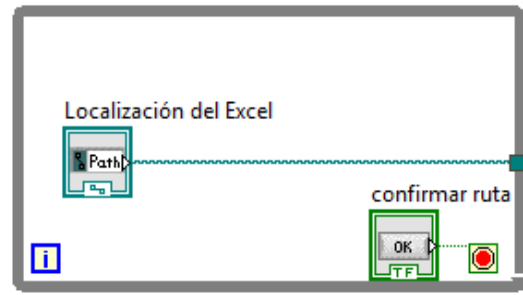 Localización del Excel
Path
confirmar ruta
OK
TF
i